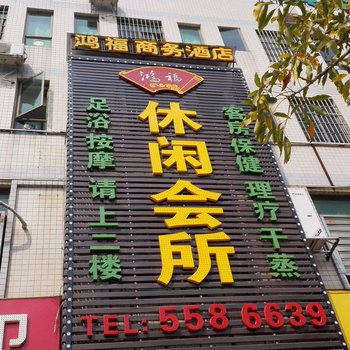 鸿福商务酒店
鸿福
休闲会所
足浴按摩 请上二楼
客房保健 理疗干蒸
TEL: 558 6639